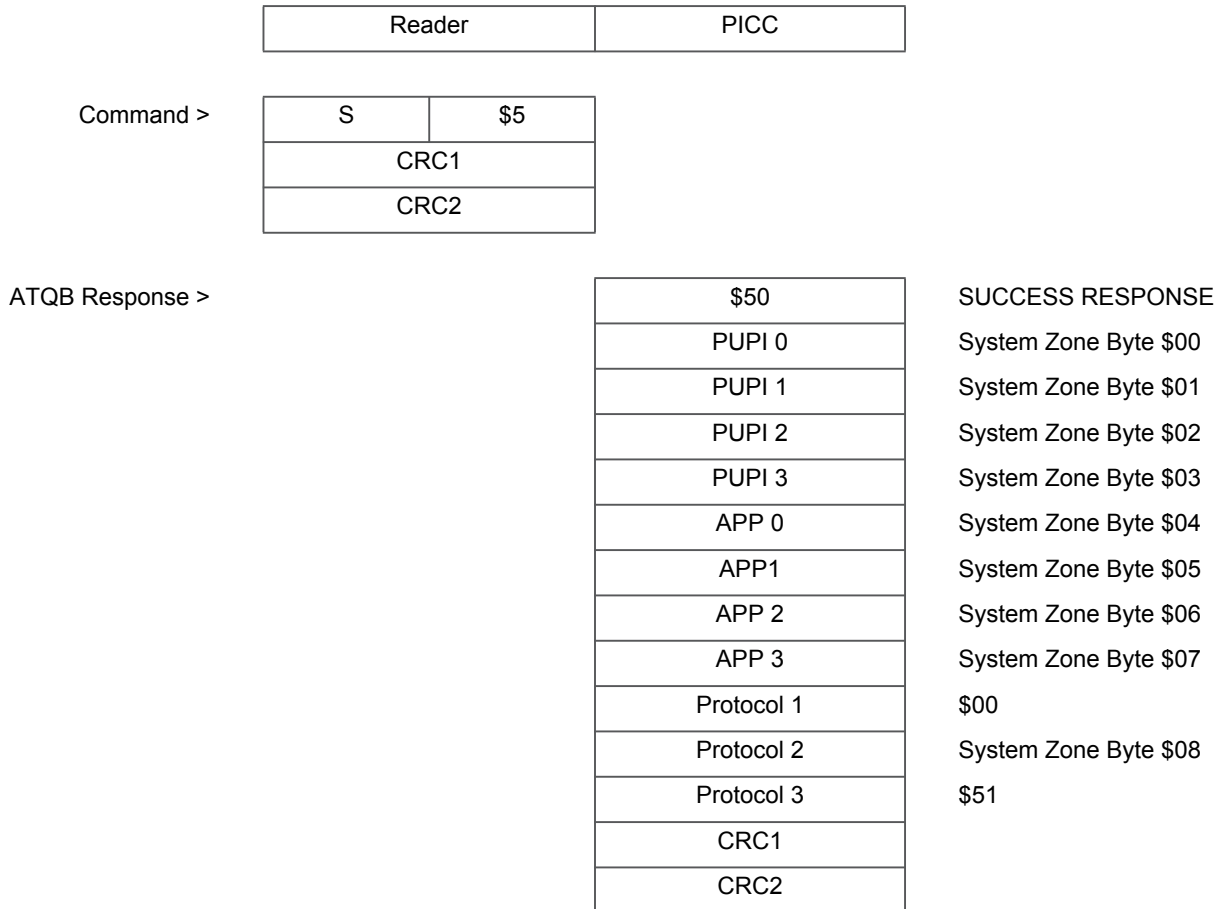 Reader PICC
Command > S $5
CRC1
CRC2
ATQB Response > $50 SUCCESS RESPONSE
PUPI 0 System Zone Byte $00
PUPI 1 System Zone Byte $01
PUPI 2 System Zone Byte $02
PUPI 3 System Zone Byte $03
APP 0 System Zone Byte $04
APP1 System Zone Byte $05
APP 2 System Zone Byte $06
APP 3 System Zone Byte $07
Protocol 1 $00
Protocol 2 System Zone Byte $08
Protocol 3 $51
CRC1
CRC2